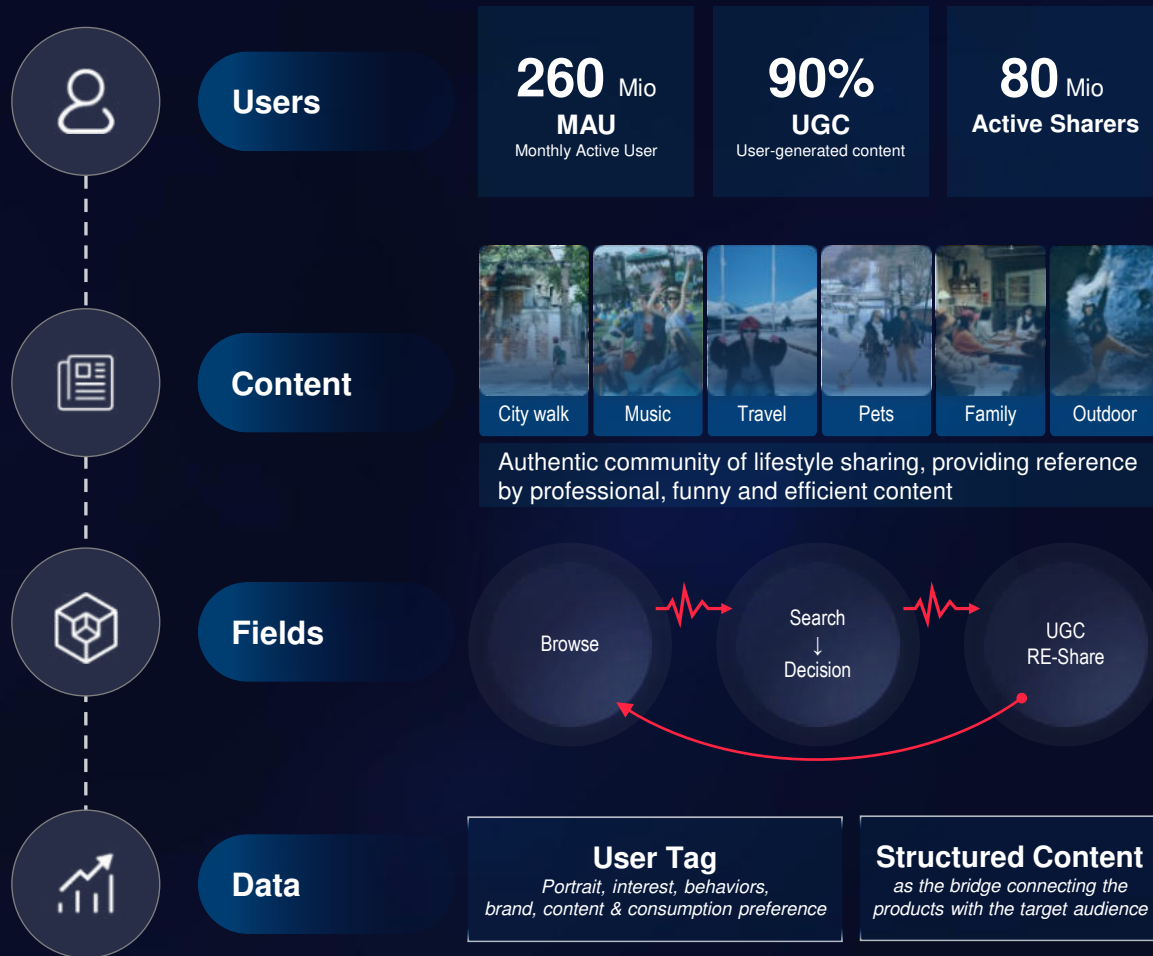 Users
260 Mio
MAU
Monthly Active User
90%
UGC
User-generated content
80 Mio
Active Sharers
Content
City walk
Music
Travel
Pets
Family
Outdoor
Authentic community of lifestyle sharing, providing reference
by professional, funny and efficient content
Fields
Browse
Search
↓
Decision
UGC
RE-Share
Data
User Tag
Portrait, interest, behaviors,
brand, content & consumption preference
Structured Content
as the bridge connecting the
products with the target audience